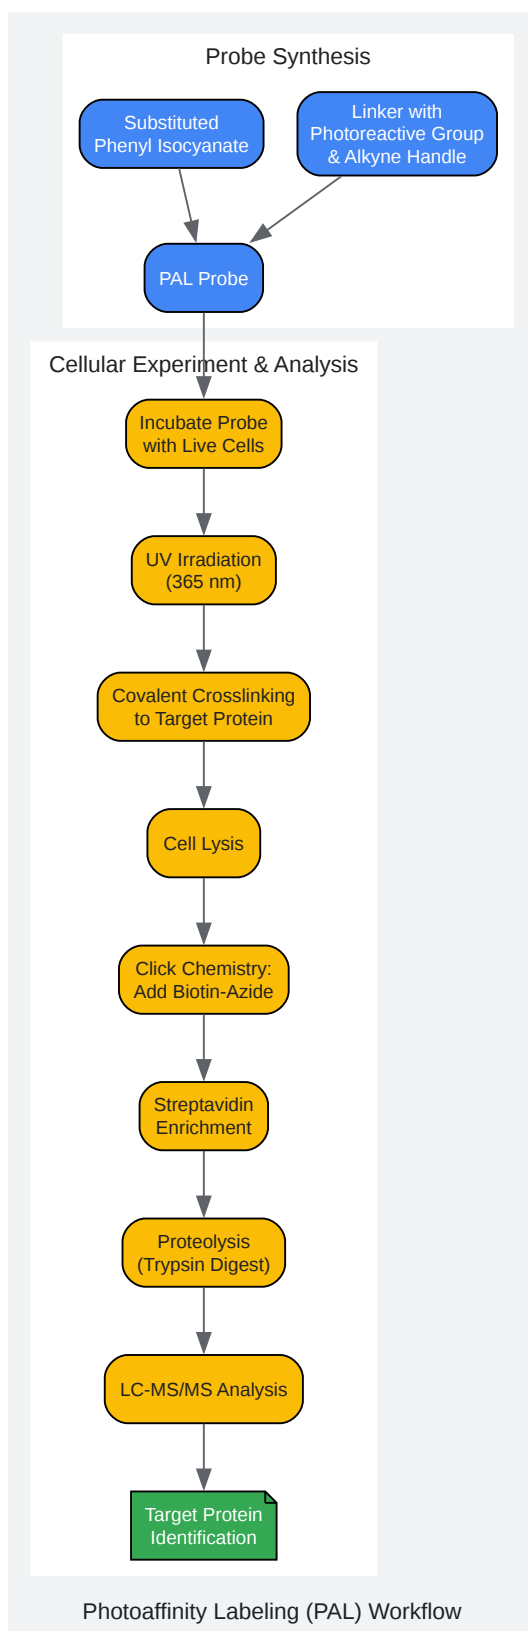 Probe Synthesis
Substituted
Phenyl Isocyanate
Linker with
Photoreactive Group
& Alkyne Handle
PAL Probe
Cellular Experiment & Analysis
Incubate Probe
with Live Cells
UV Irradiation
(365 nm)
Covalent Crosslinking
to Target Protein
Cell Lysis
Click Chemistry:
Add Biotin-Azide
Streptavidin
Enrichment
Proteolysis
(Trypsin Digest)
LC-MS/MS Analysis
Target Protein
Identification
Photoaffinity Labeling (PAL) Workflow